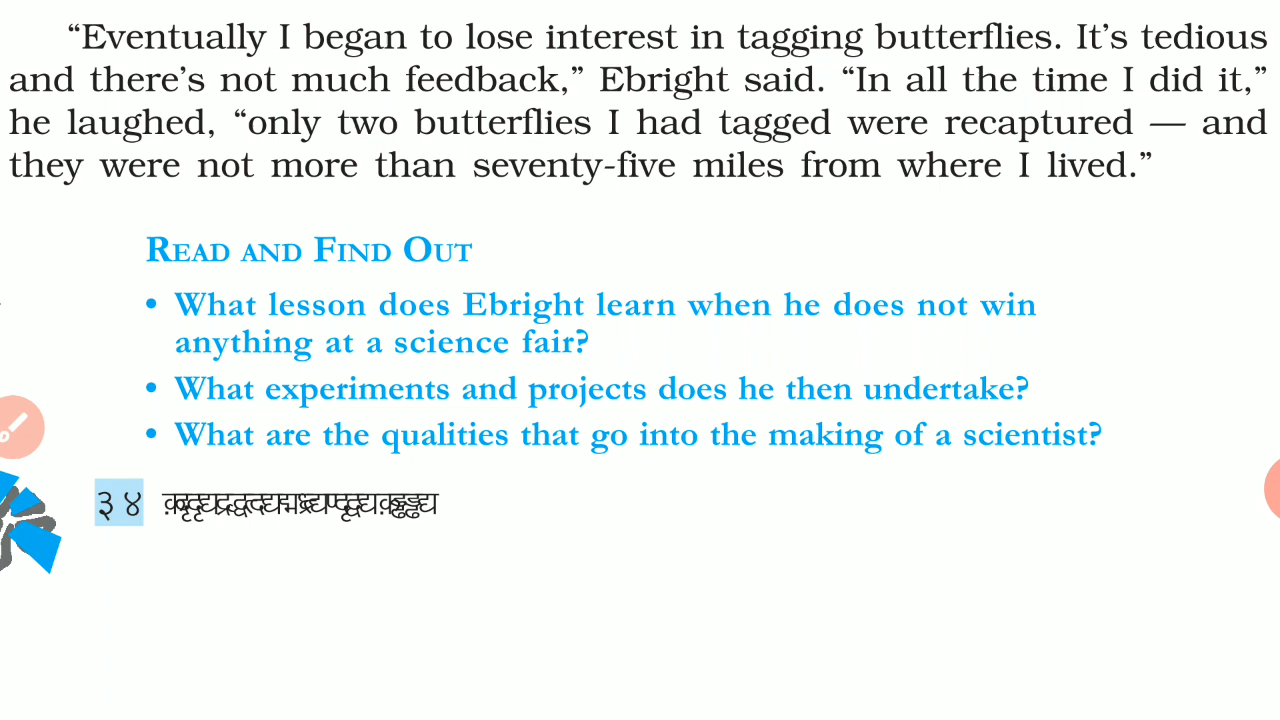 “Eventually I began to lose interest in tagging butterflies. It’s tedious
and there’s not much feedback,” Ebright said. “In all the time I did it,”
he laughed, “only two butterflies I had tagged were recaptured — and
they were not more than seventy-five miles from where I lived.”
READ AND FIND OUT
• What lesson does Ebright learn when he does not win
anything at a science fair?
• What experiments and projects does he then undertake?
• What are the qualities that go into the making of a scientist?
३४